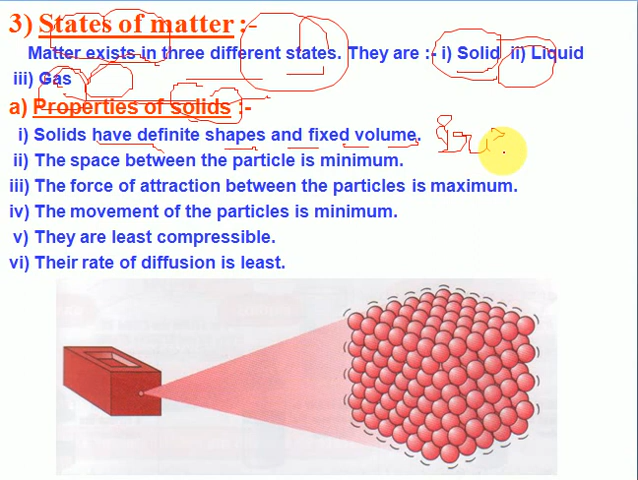 3) States of matter :-
Matter exists in three different states. They are :- i) Solid ii) Liquid
iii) Gas
a) Properties of solids :-
i) Solids have definite shapes and fixed volume.
ii) The space between the particle is minimum.
iii) The force of attraction between the particles is maximum.
iv) The movement of the particles is minimum.
v) They are least compressible.
vi) Their rate of diffusion is least.